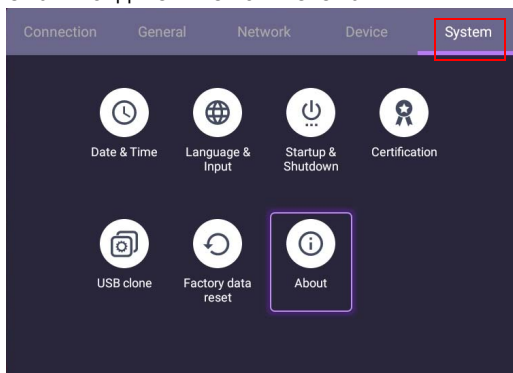 Connection General Network Device System
Date & Time Language & Input Startup & Shutdown Certification
USB clone Factory data reset About